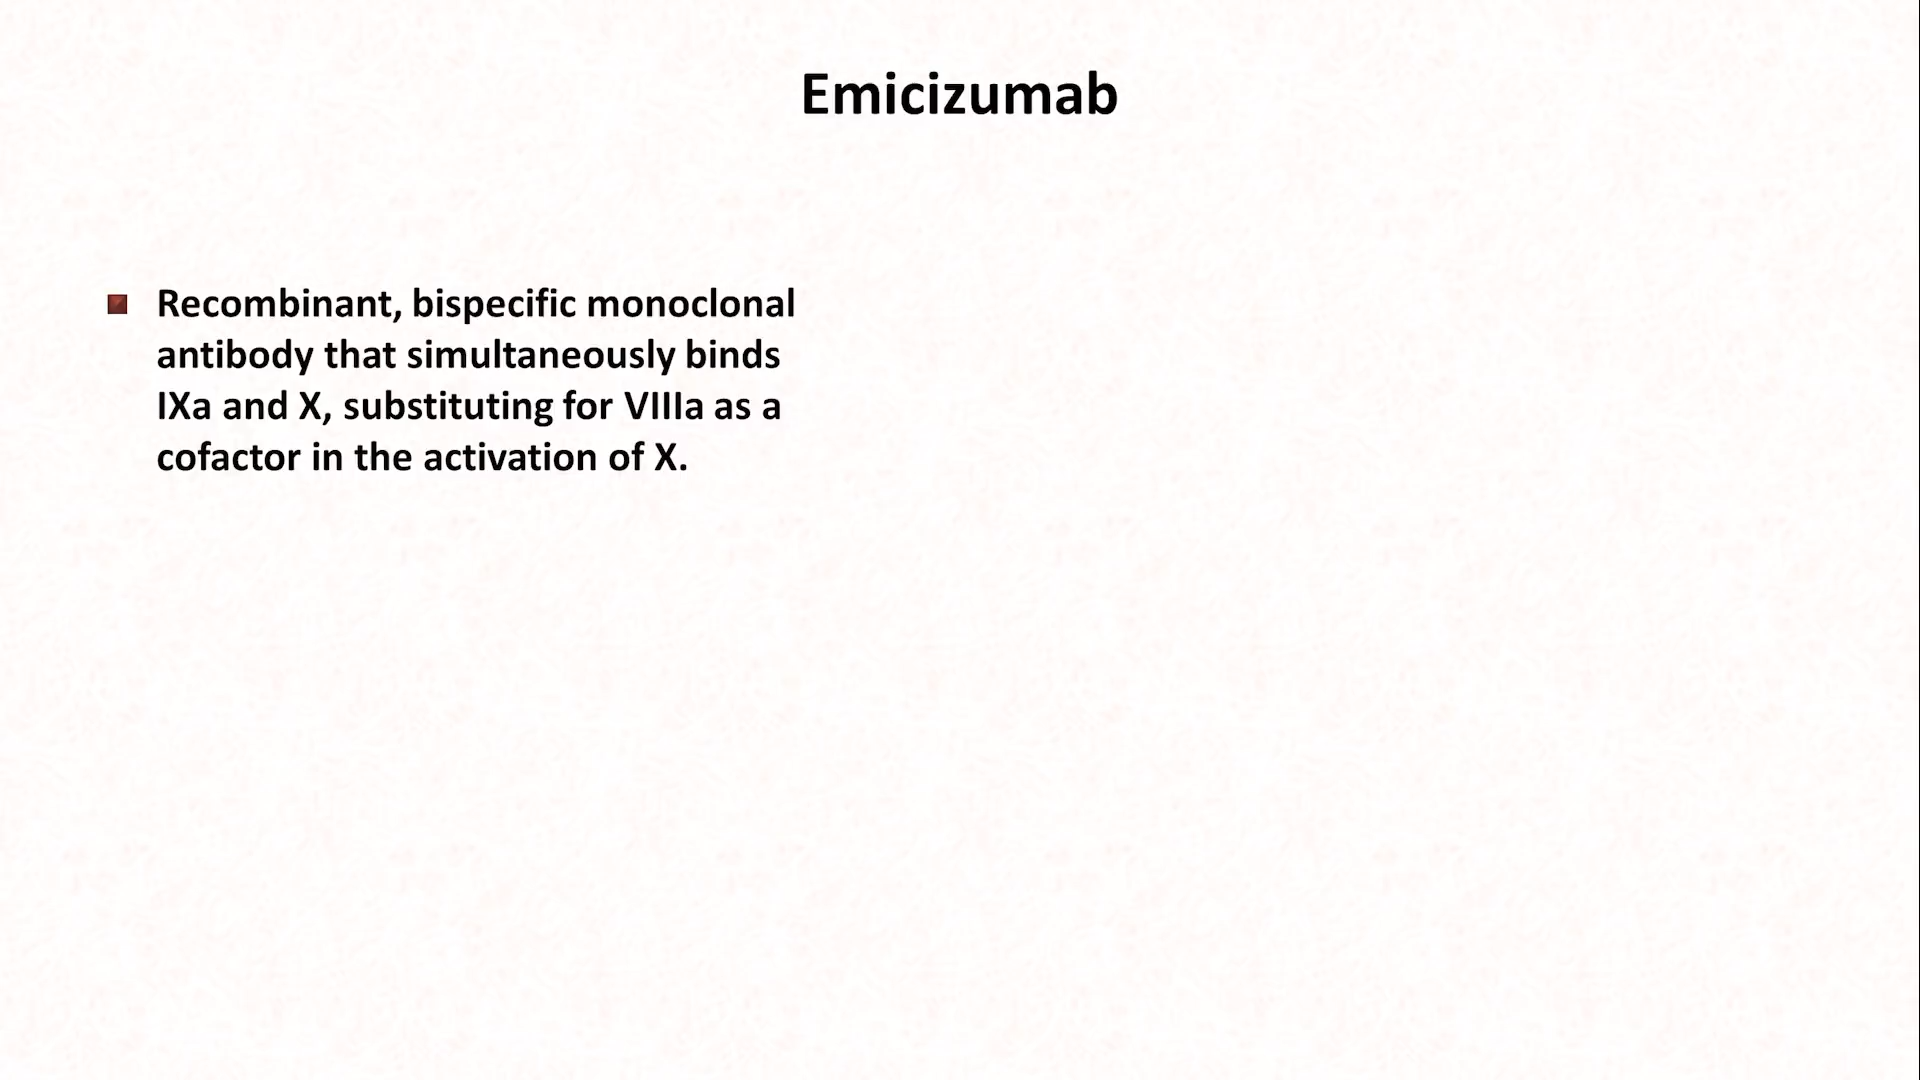 Emicizumab
Recombinant, bispecific monoclonal
antibody that simultaneously binds
IXa and X, substituting for VIIIa as a
cofactor in the activation of X.